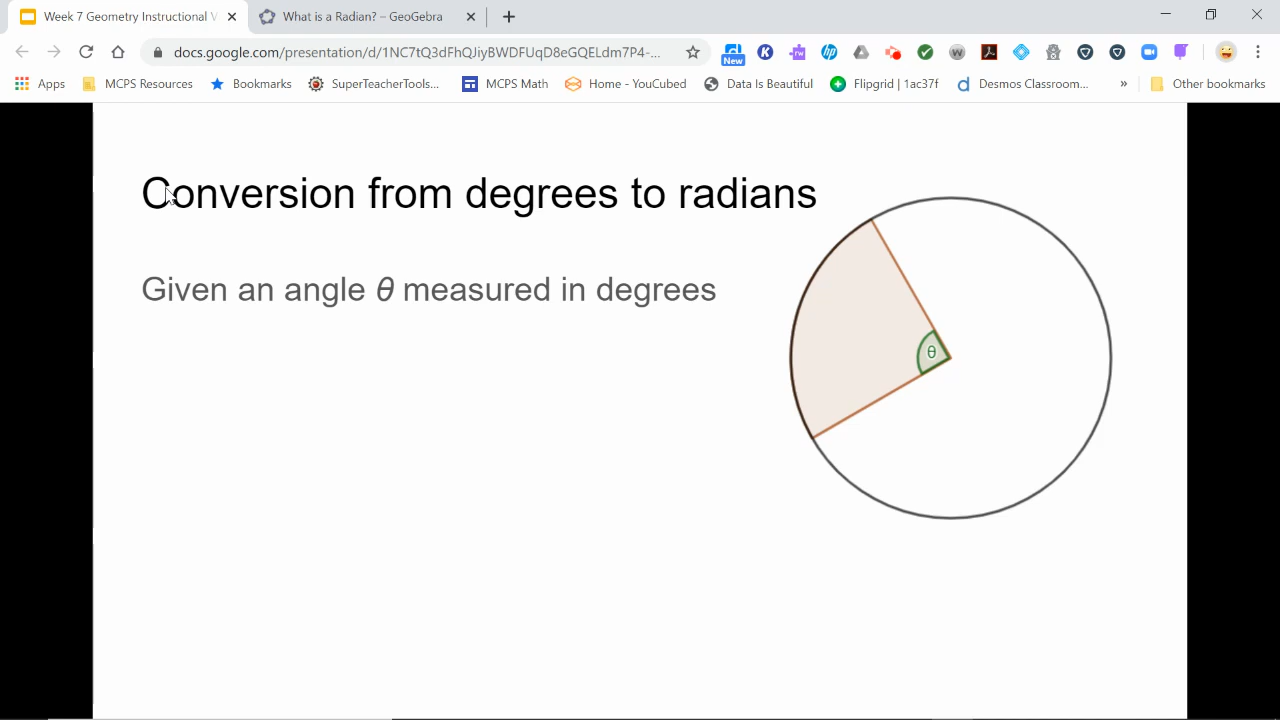 Week 7 Geometry Instructional V
What is a Radian? – GeoGebra
docs.google.com/presentation/d/1NC7tQ3dFhQJiyBWDFUqD8eGQELdm7P4-...
New
Apps
MCPS Resources
Bookmarks
SuperTeacherTools...
MCPS Math
Home - YouCubed
Data Is Beautiful
Flipgrid | 1ac37f
Desmos Classroom...
»
Other bookmarks
Conversion from degrees to radians
Given an angle θ measured in degrees
θ